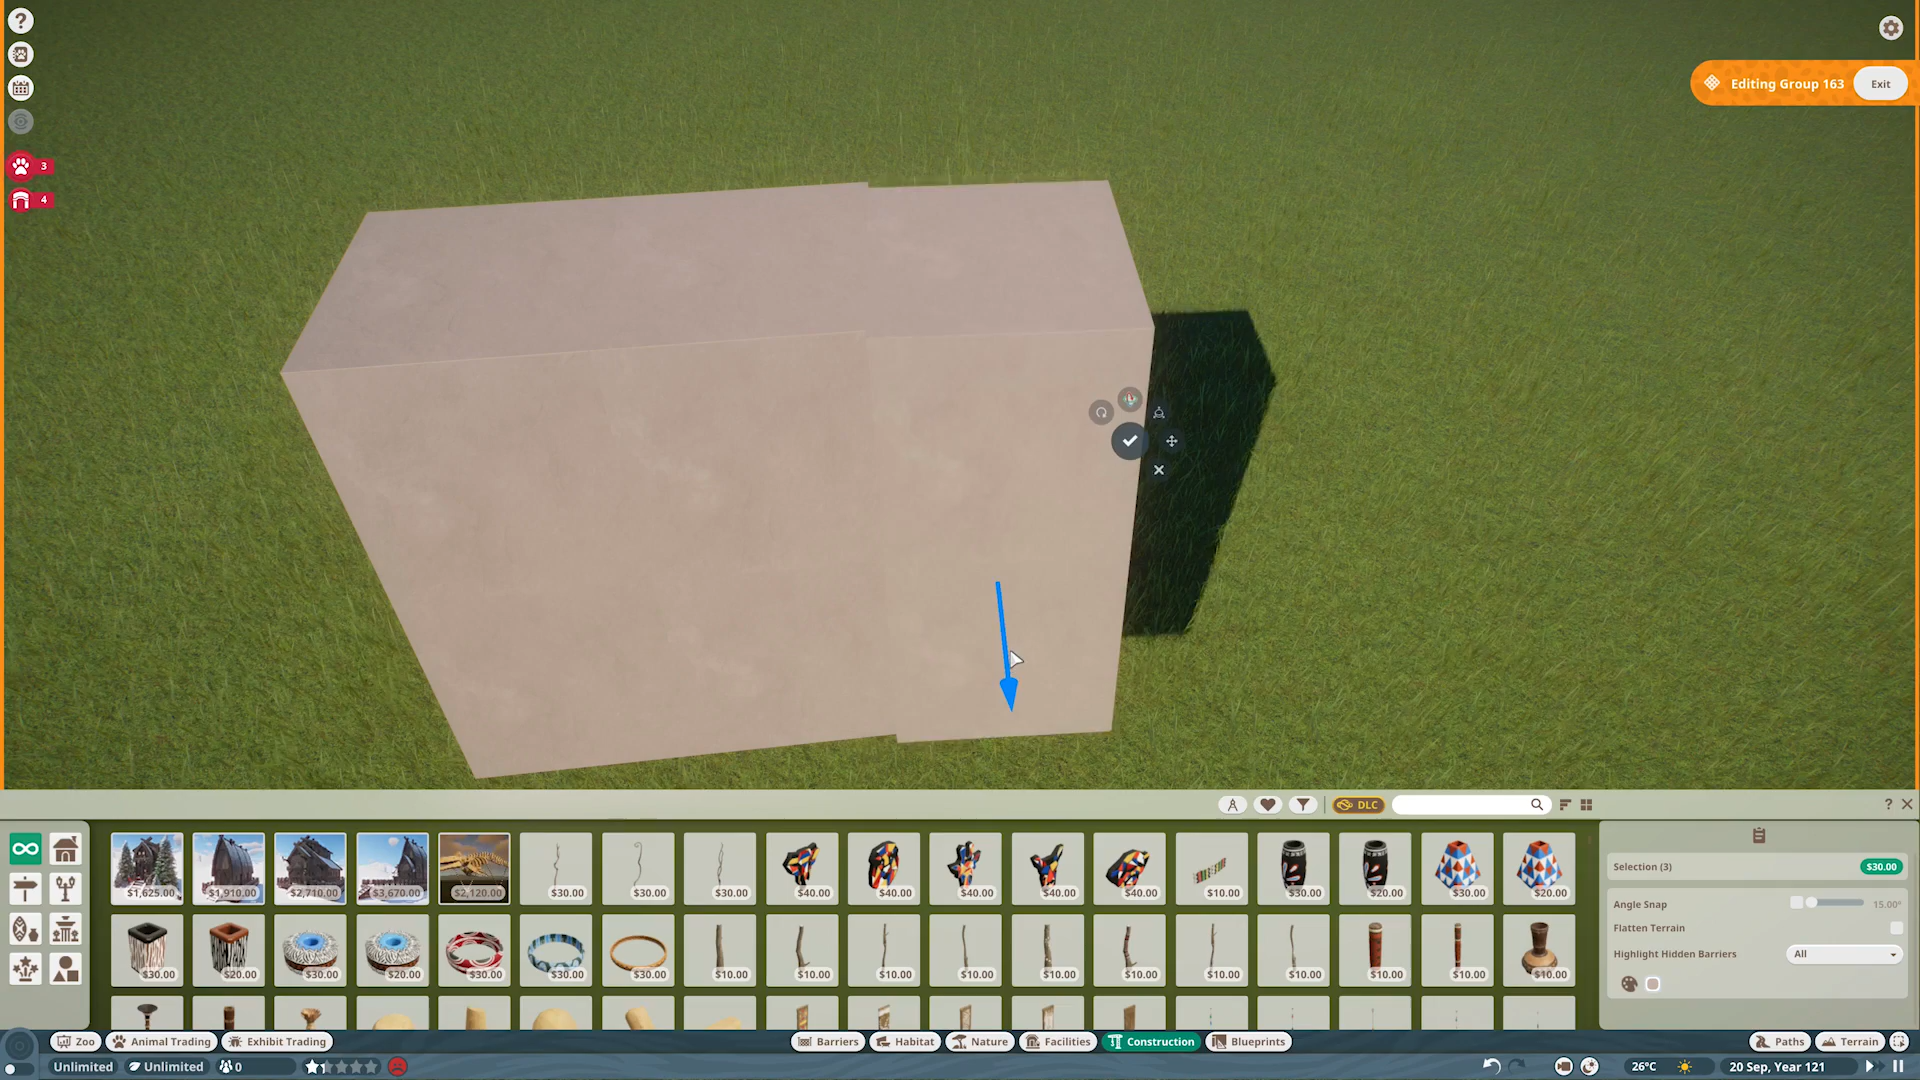 ?
Editing Group 163
Exit
3
4
DLC
?
$1,625.00
$1,910.00
$2,710.00
$3,670.00
$2,120.00
$30.00
$30.00
$30.00
$40.00
$40.00
$40.00
$40.00
$40.00
$10.00
$30.00
$20.00
$30.00
$20.00
$30.00
$20.00
$30.00
$20.00
$30.00
$30.00
$30.00
$10.00
$10.00
$10.00
$10.00
$10.00
$10.00
$10.00
$10.00
$10.00
$10.00
$10.00
Selection (3)
$30.00
Angle Snap
15.00°
Flatten Terrain
Highlight Hidden Barriers
All
Zoo
Animal Trading
Exhibit Trading
Barriers
Habitat
Nature
Facilities
Construction
Blueprints
Paths
Terrain
Unlimited
Unlimited
0
26°C
20 Sep, Year 121